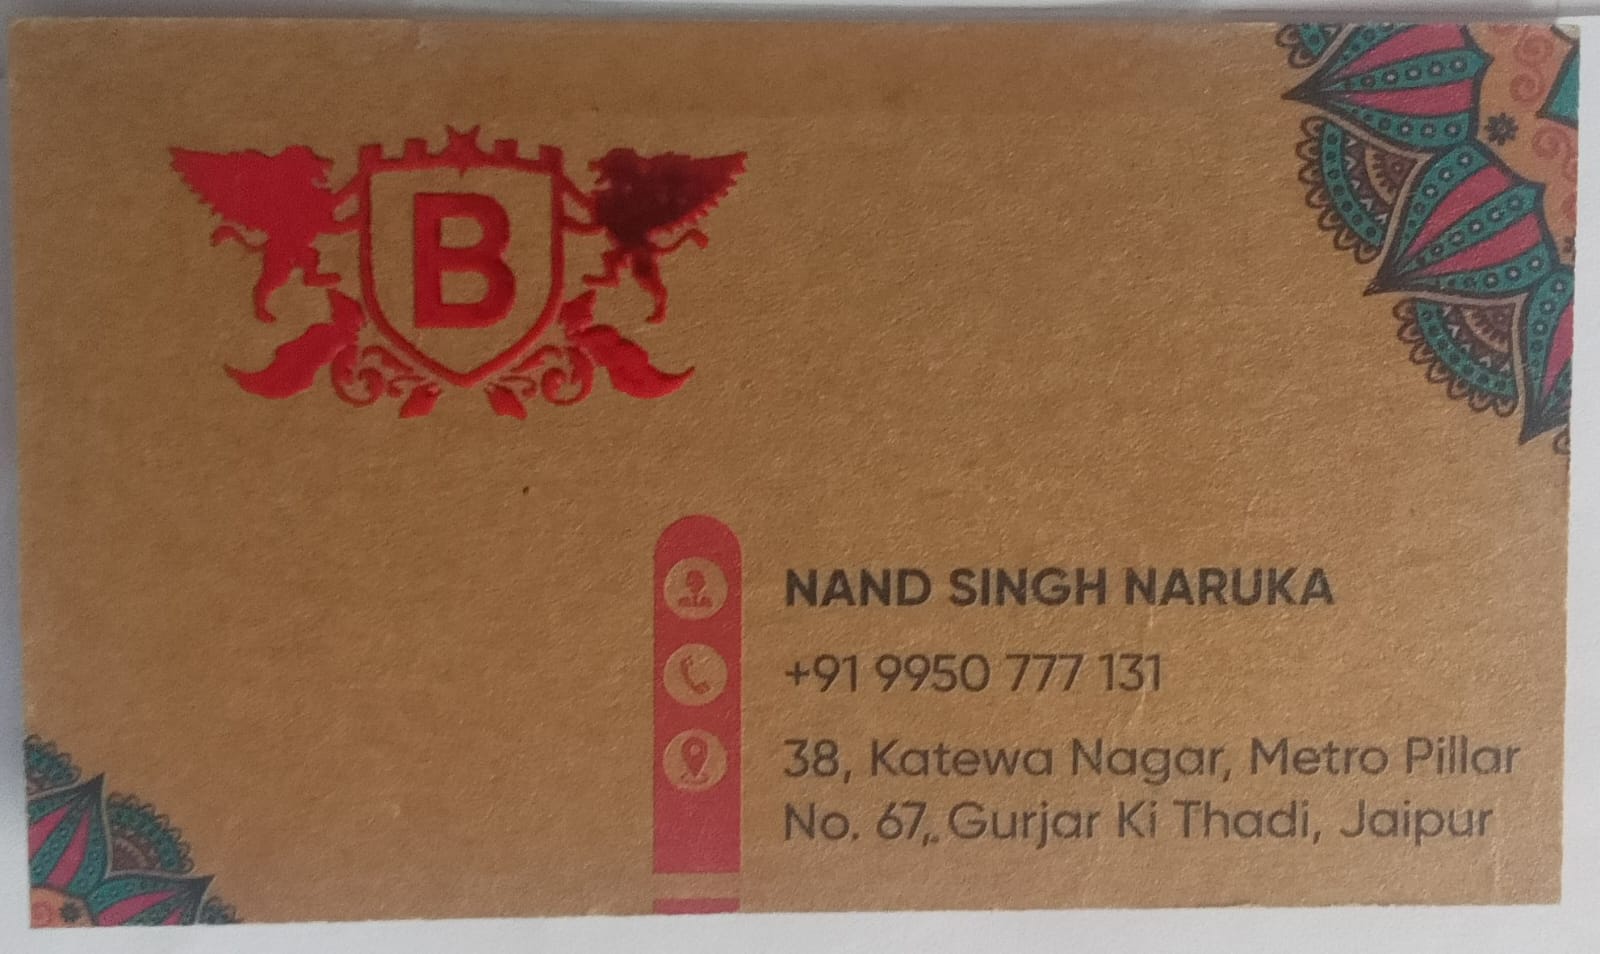 B
NAND SINGH NARUKA
+91 9950 777 131
38, Katewa Nagar, Metro Pillar
No. 67, Gurjar Ki Thadi, Jaipur